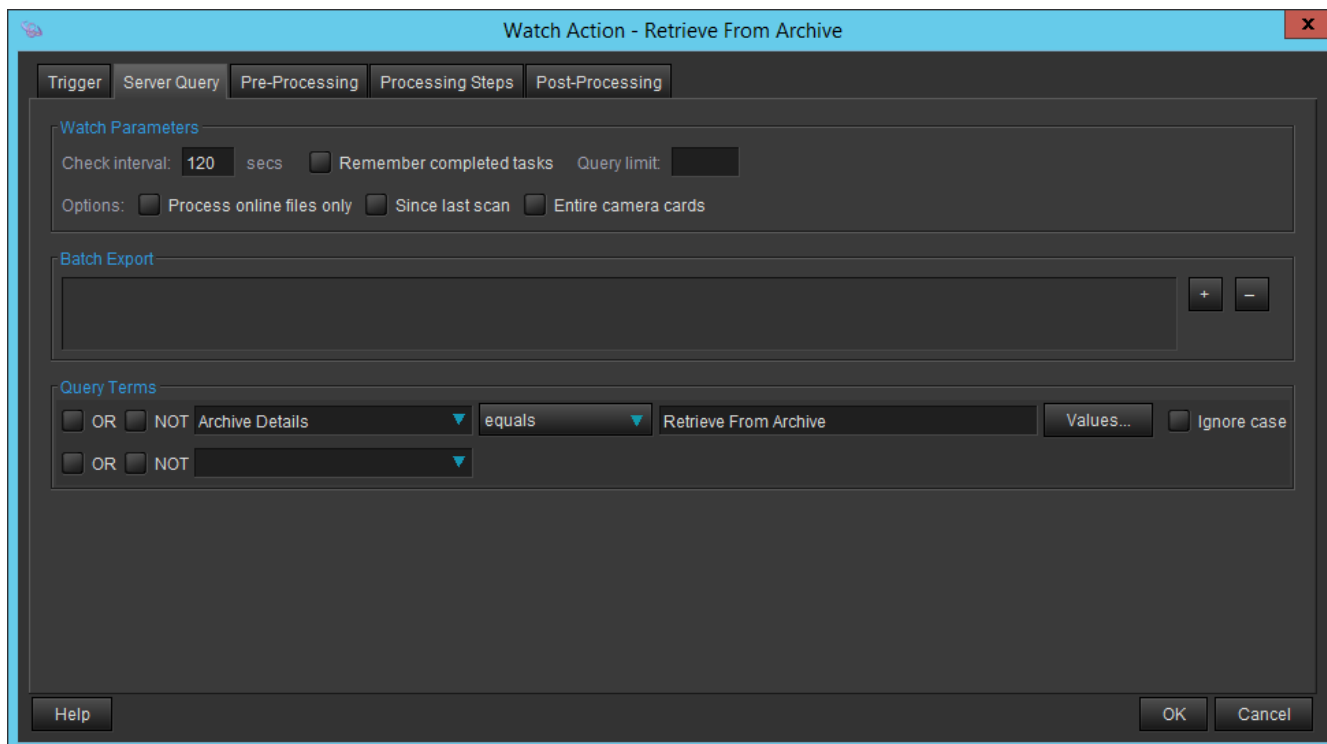 Watch Action - Retrieve From Archive
x
Trigger Server Query Pre-Processing Processing Steps Post-Processing
Watch Parameters
Check interval: 120 secs Remember completed tasks Query limit:
Options: Process online files only Since last scan Entire camera cards
Batch Export
+ –
Query Terms
OR NOT Archive Details equals Retrieve From Archive Values... Ignore case
OR NOT
Help OK Cancel